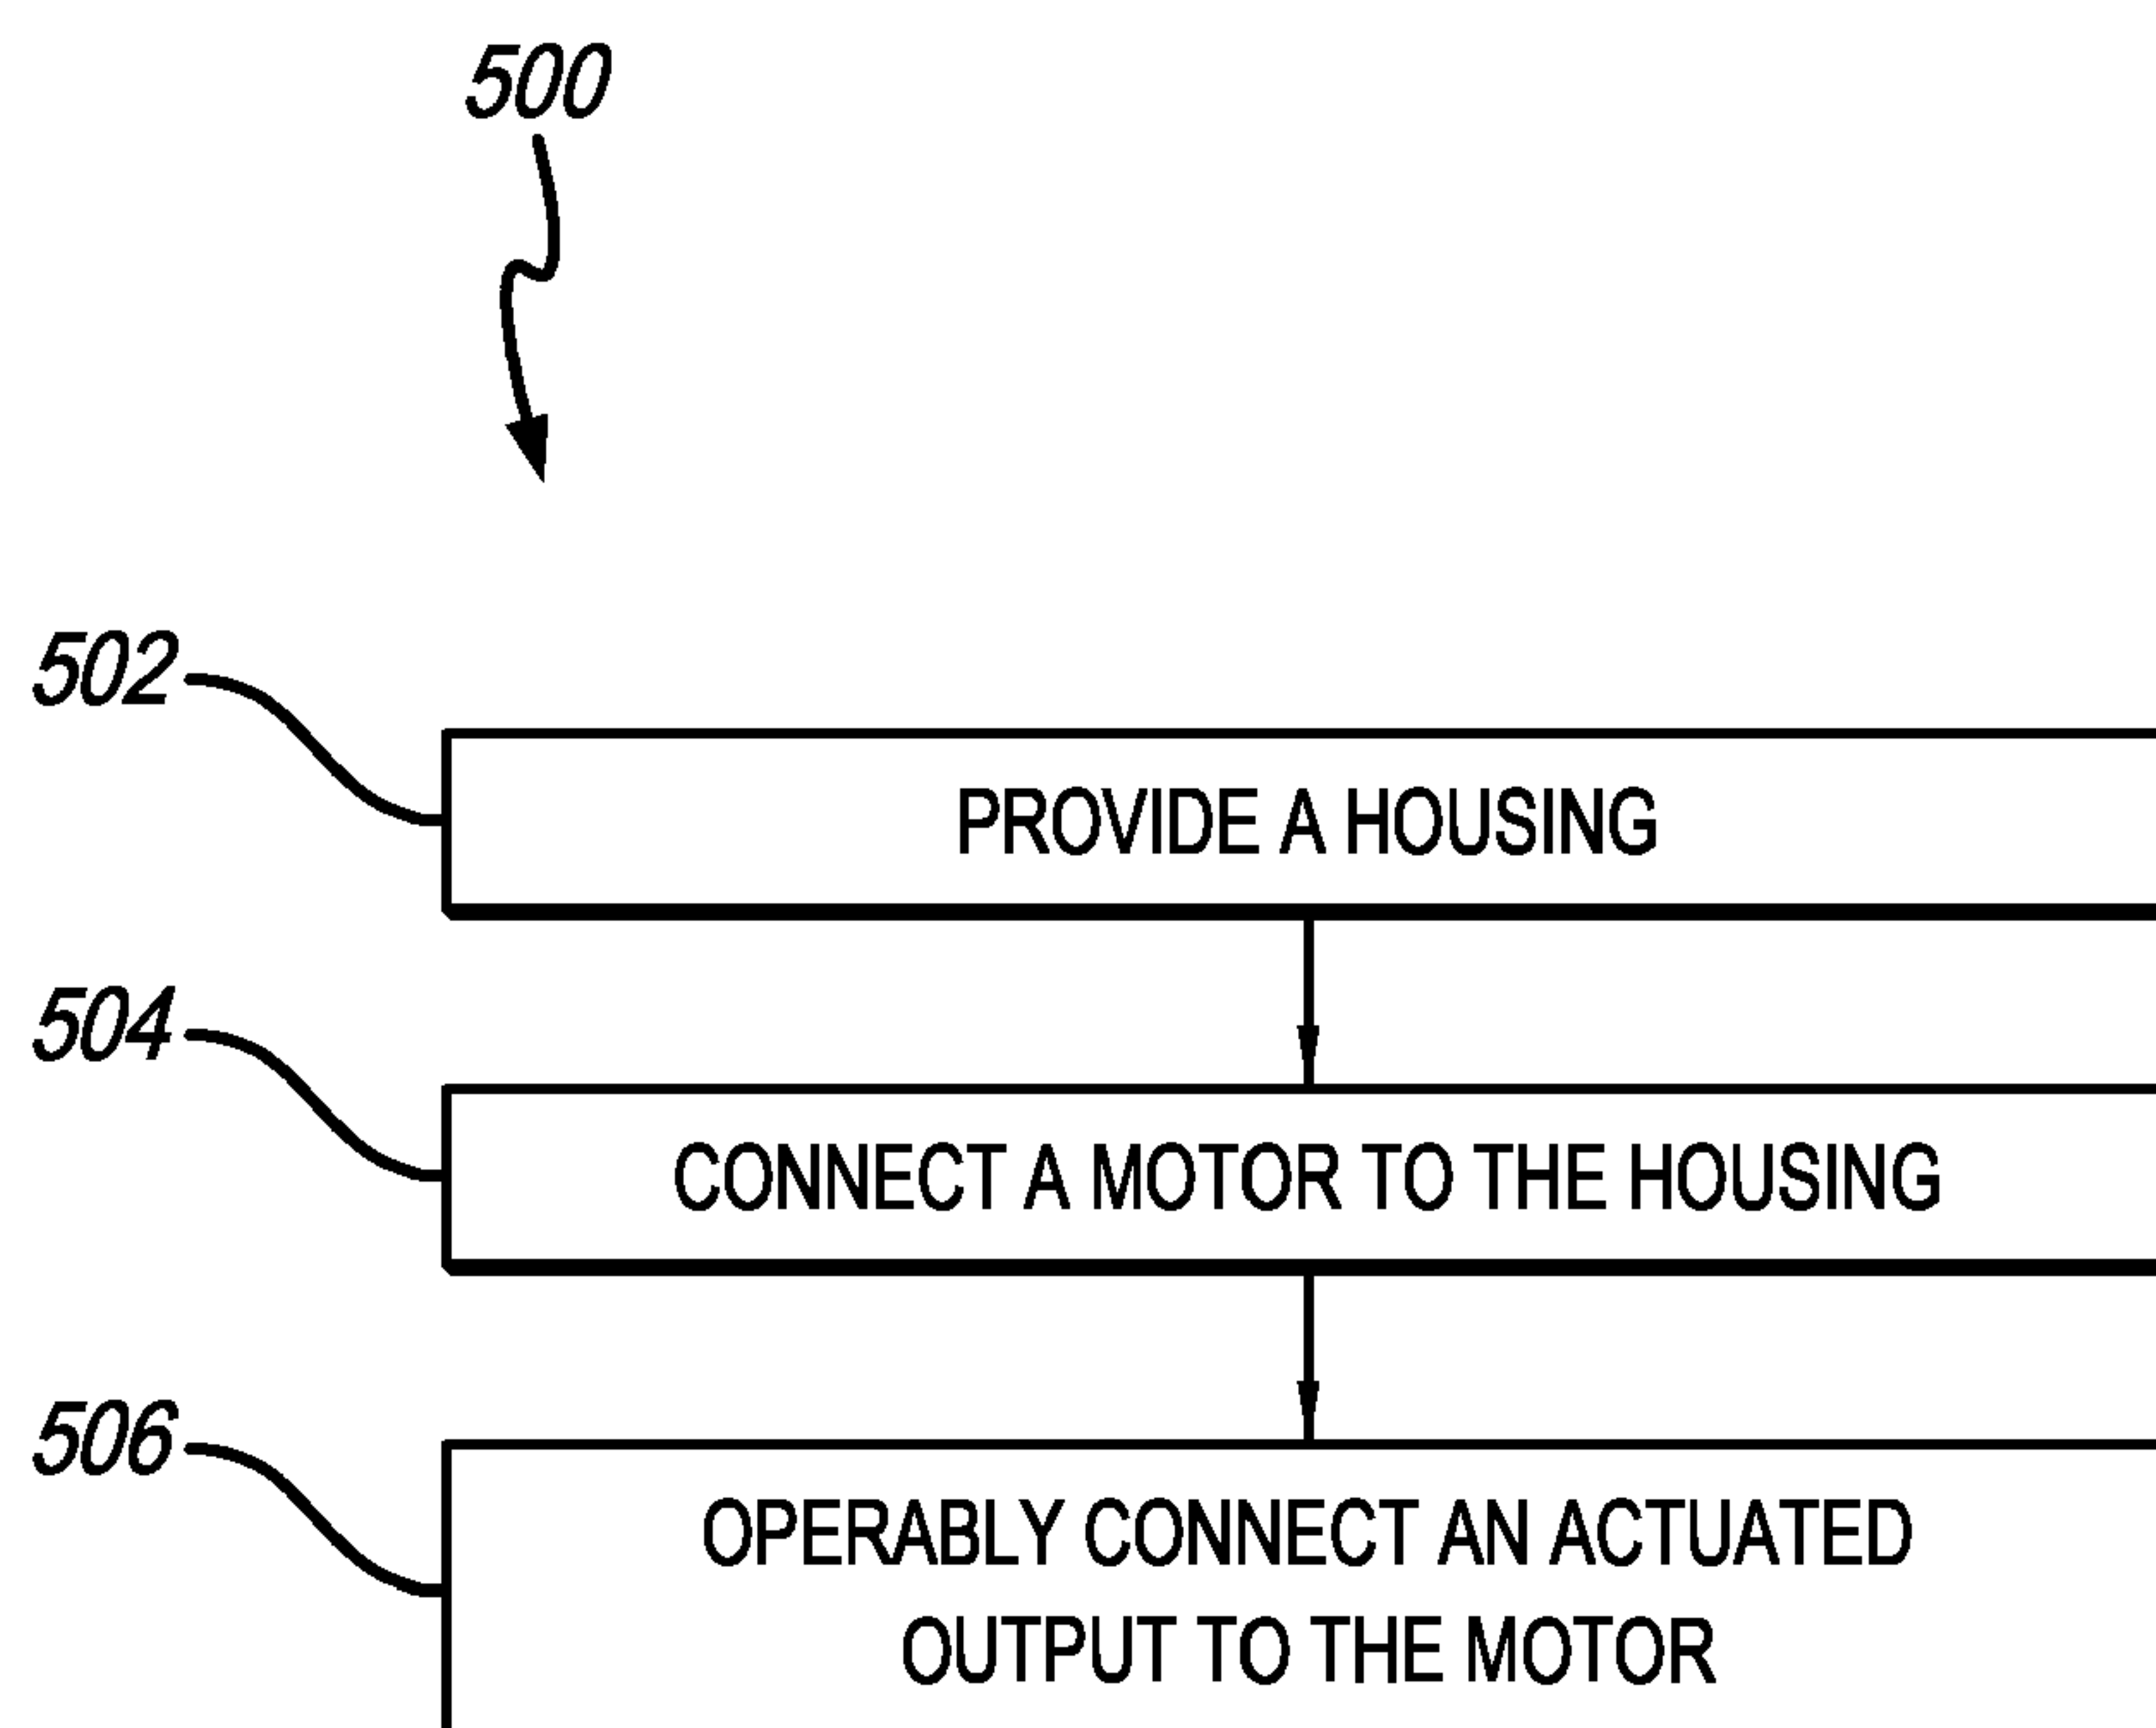 500
502
PROVIDE A HOUSING
504
CONNECT A MOTOR TO THE HOUSING
506
OPERABLY CONNECT AN ACTUATED
OUTPUT TO THE MOTOR